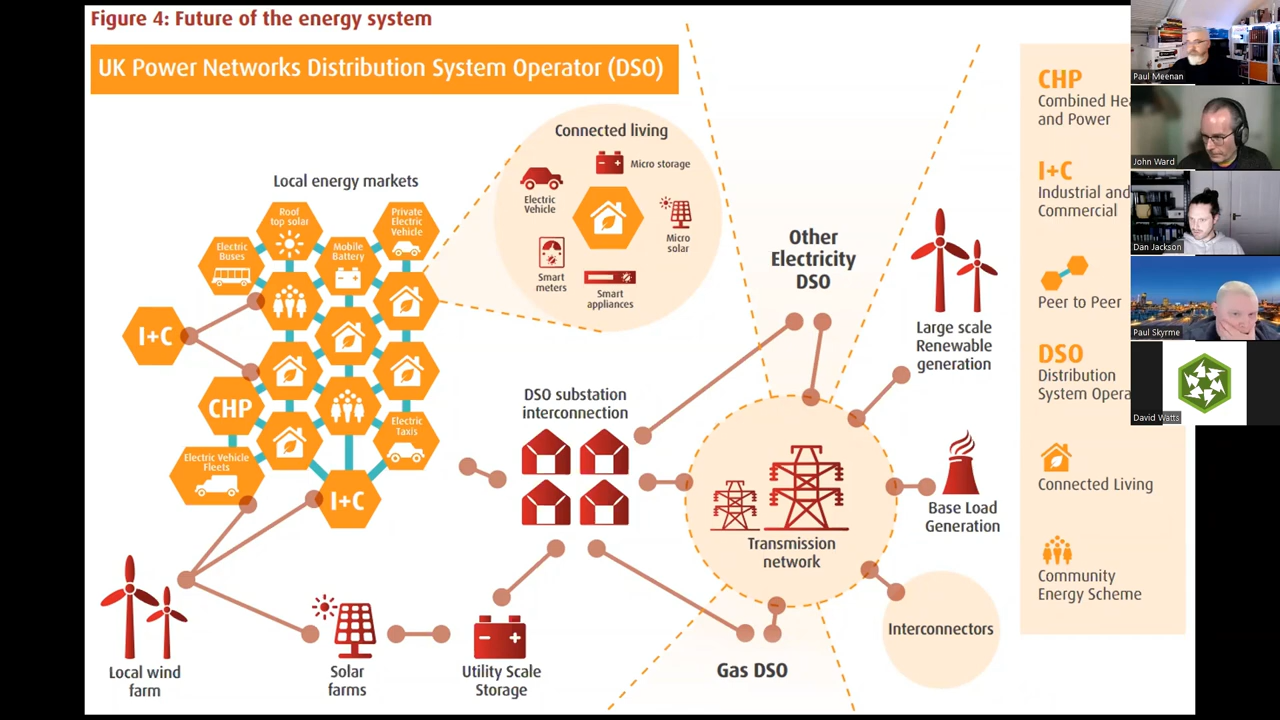 Figure 4: Future of the energy system
UK Power Networks Distribution System Operator (DSO)
Local energy markets
Roof
top solar
Private
Electric
Vehicle
Electric
Buses
Mobile
Battery
I+C
CHP
Electric
Taxis
Electric Vehicle
Fleets
I+C
Connected living
Micro storage
Electric
Vehicle
Micro
solar
Smart
meters
Smart
appliances
DSO substation
interconnection
Other
Electricity
DSO
Large scale
Renewable
generation
Base Load
Generation
Transmission
network
Interconnectors
Gas DSO
Local wind
farm
Solar
farms
Utility Scale
Storage
CHP
Combined Hea
and Power
I+C
Industrial and
Commercial
Peer to Peer
DSO
Distribution
System Opera
Connected Living
Community
Energy Scheme
Paul Meenan
John Ward
Dan Jackson
Paul Skyrme
David Watts